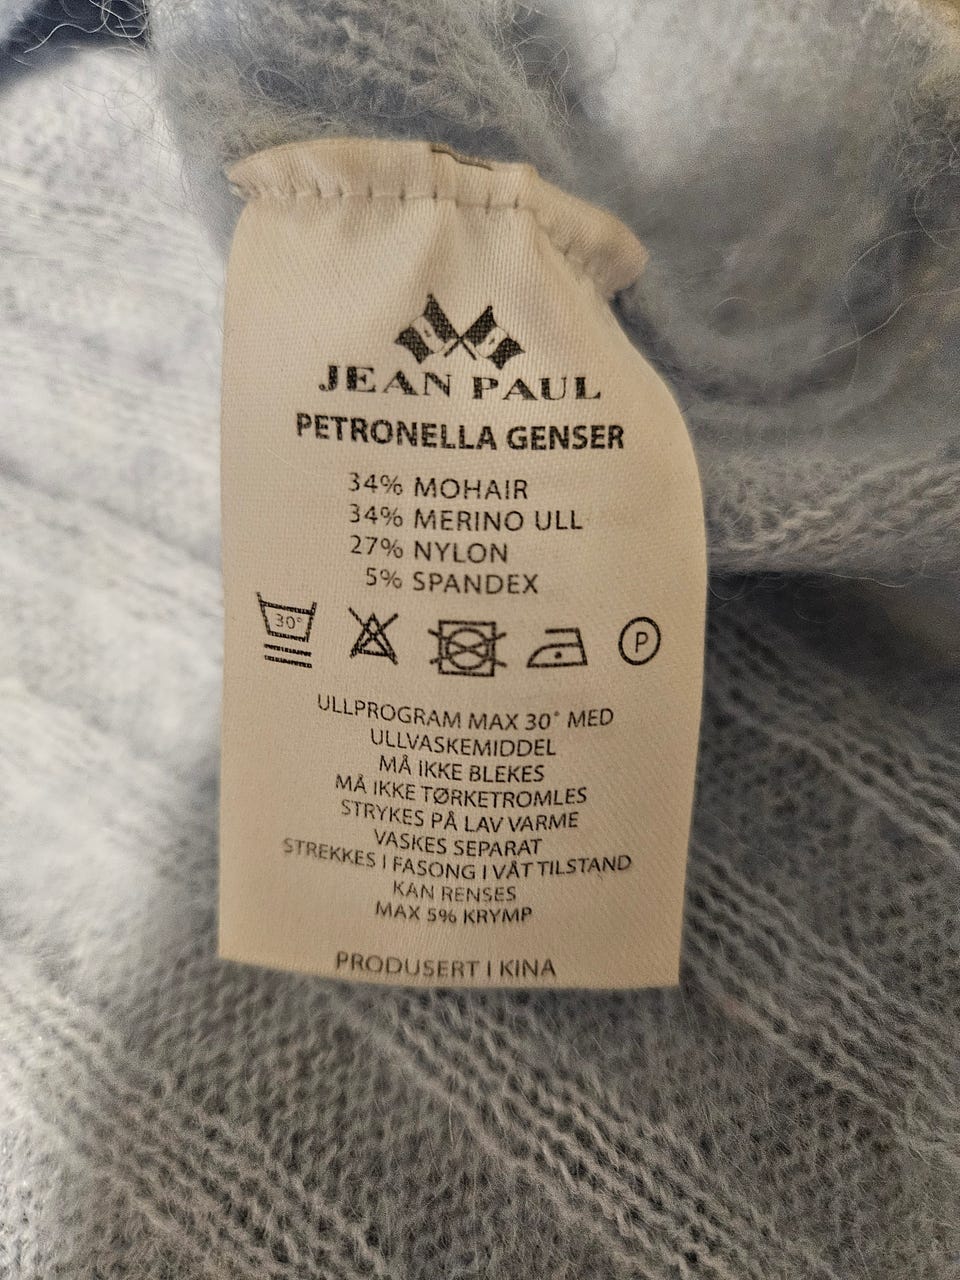 JEAN PAUL
PETRONELLA GENSER
34% MOHAIR
34% MERINO ULL
27% NYLON
5% SPANDEX
30° P
ULLPROGRAM MAX 30° MED
ULLVASKEMIDDEL
MÅ IKKE BLEKES
MÅ IKKE TØRKETROMLES
STRYKES PÅ LAV VARME
VASKES SEPARAT
STREKKES I FASONG I VÅT TILSTAND
KAN RENSES
MAX 5% KRYMP
PRODUSERT I KINA